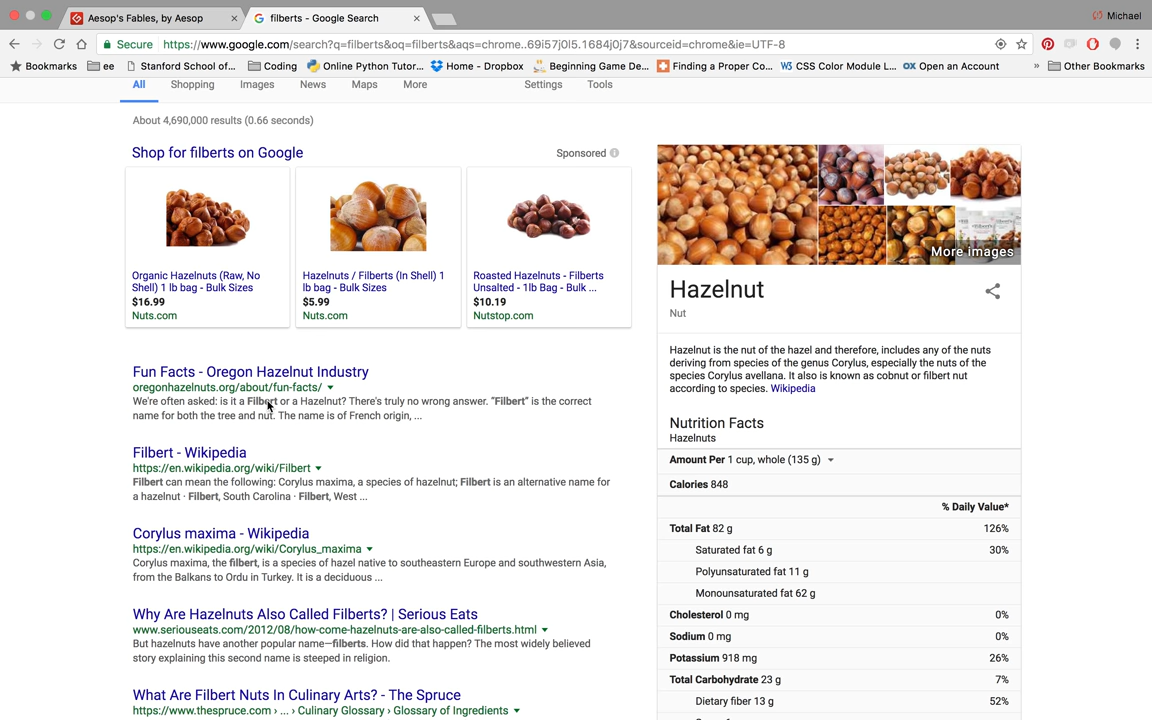 Aesop's Fables, by Aesop
filberts - Google Search
Michael
Secure https://www.google.com/search?q=filberts&oq=filberts&aqs=chrome..69i57j0l5.1684j0j7&sourceid=chrome&ie=UTF-8
Bookmarks ee Stanford School of... Coding Online Python Tutor... Home - Dropbox Beginning Game De... Finding a Proper Co... W3 CSS Color Module L... OX Open an Account » Other Bookmarks
All Shopping Images News Maps More Settings Tools
About 4,690,000 results (0.66 seconds)
Shop for filberts on Google
Sponsored
Organic Hazelnuts (Raw, No
Shell) 1 lb bag - Bulk Sizes
$16.99
Nuts.com
Hazelnuts / Filberts (In Shell) 1
lb bag - Bulk Sizes
$5.99
Nuts.com
Roasted Hazelnuts - Filberts
Unsalted - 1lb Bag - Bulk ...
$10.19
Nutstop.com
Fun Facts - Oregon Hazelnut Industry
oregonhazelnuts.org/about/fun-facts/
We're often asked: is it a Filbert or a Hazelnut? There's truly no wrong answer. "Filbert" is the correct
name for both the tree and nut. The name is of French origin, ...
Filbert - Wikipedia
https://en.wikipedia.org/wiki/Filbert
Filbert can mean the following: Corylus maxima, a species of hazelnut; Filbert is an alternative name for
a hazelnut · Filbert, South Carolina · Filbert, West ...
Corylus maxima - Wikipedia
https://en.wikipedia.org/wiki/Corylus_maxima
Corylus maxima, the filbert, is a species of hazel native to southeastern Europe and southwestern Asia,
from the Balkans to Ordu in Turkey. It is a deciduous ...
Why Are Hazelnuts Also Called Filberts? | Serious Eats
www.seriouseats.com/2012/08/how-come-hazelnuts-are-also-called-filberts.html
But hazelnuts have another popular name—filberts. How did that happen? The most widely believed
story explaining this second name is steeped in religion.
What Are Filbert Nuts In Culinary Arts? - The Spruce
https://www.thespruce.com › ... › Culinary Glossary › Glossary of Ingredients
More images
Hazelnut
Nut
Hazelnut is the nut of the hazel and therefore, includes any of the nuts
deriving from species of the genus Corylus, especially the nuts of the
species Corylus avellana. It also is known as cobnut or filbert nut
according to species. Wikipedia
Nutrition Facts
Hazelnuts
Amount Per 1 cup, whole (135 g)
Calories 848
% Daily Value*
Total Fat 82 g 126%
Saturated fat 6 g 30%
Polyunsaturated fat 11 g
Monounsaturated fat 62 g
Cholesterol 0 mg 0%
Sodium 0 mg 0%
Potassium 918 mg 26%
Total Carbohydrate 23 g 7%
Dietary fiber 13 g 52%